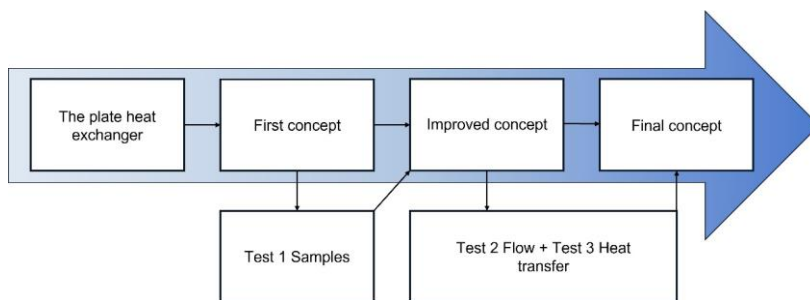 The plate heat
exchanger
First concept
Improved concept
Final concept
Test 1 Samples
Test 2 Flow + Test 3 Heat
transfer